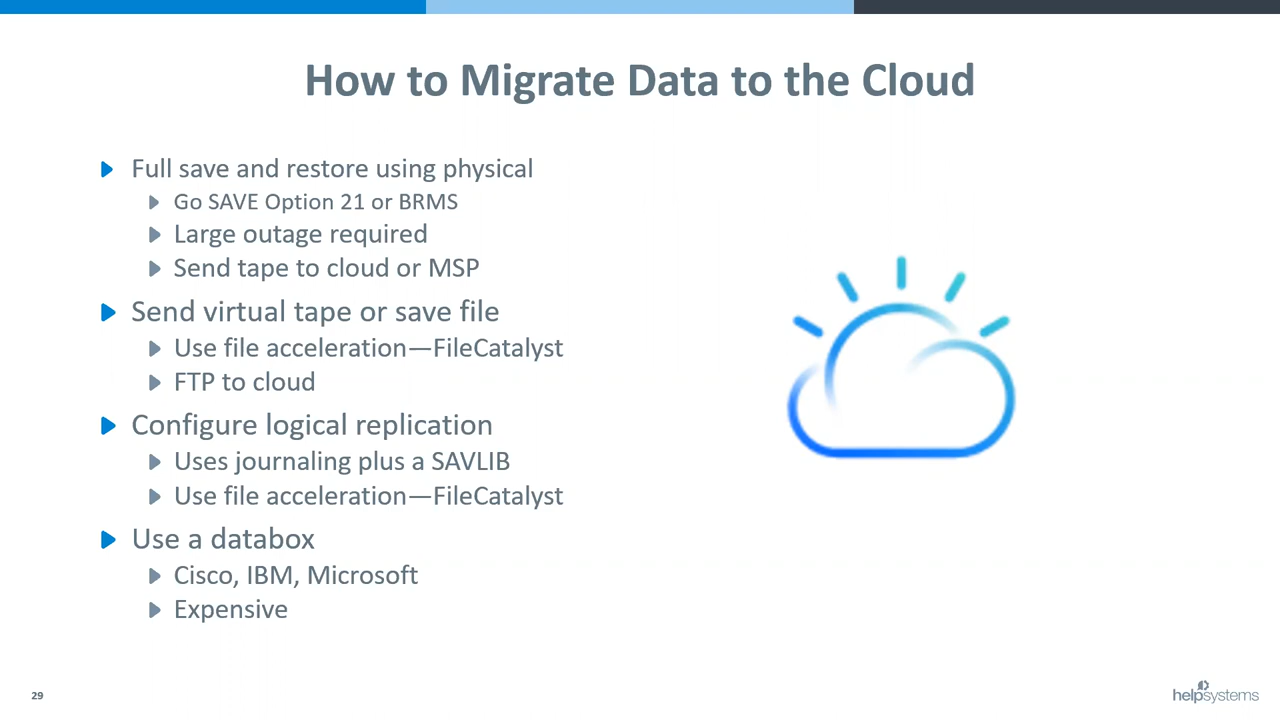 How to Migrate Data to the Cloud
Full save and restore using physical
Go SAVE Option 21 or BRMS
Large outage required
Send tape to cloud or MSP
Send virtual tape or save file
Use file acceleration—FileCatalyst
FTP to cloud
Configure logical replication
Uses journaling plus a SAVLIB
Use file acceleration—FileCatalyst
Use a databox
Cisco, IBM, Microsoft
Expensive
29
helpsystems